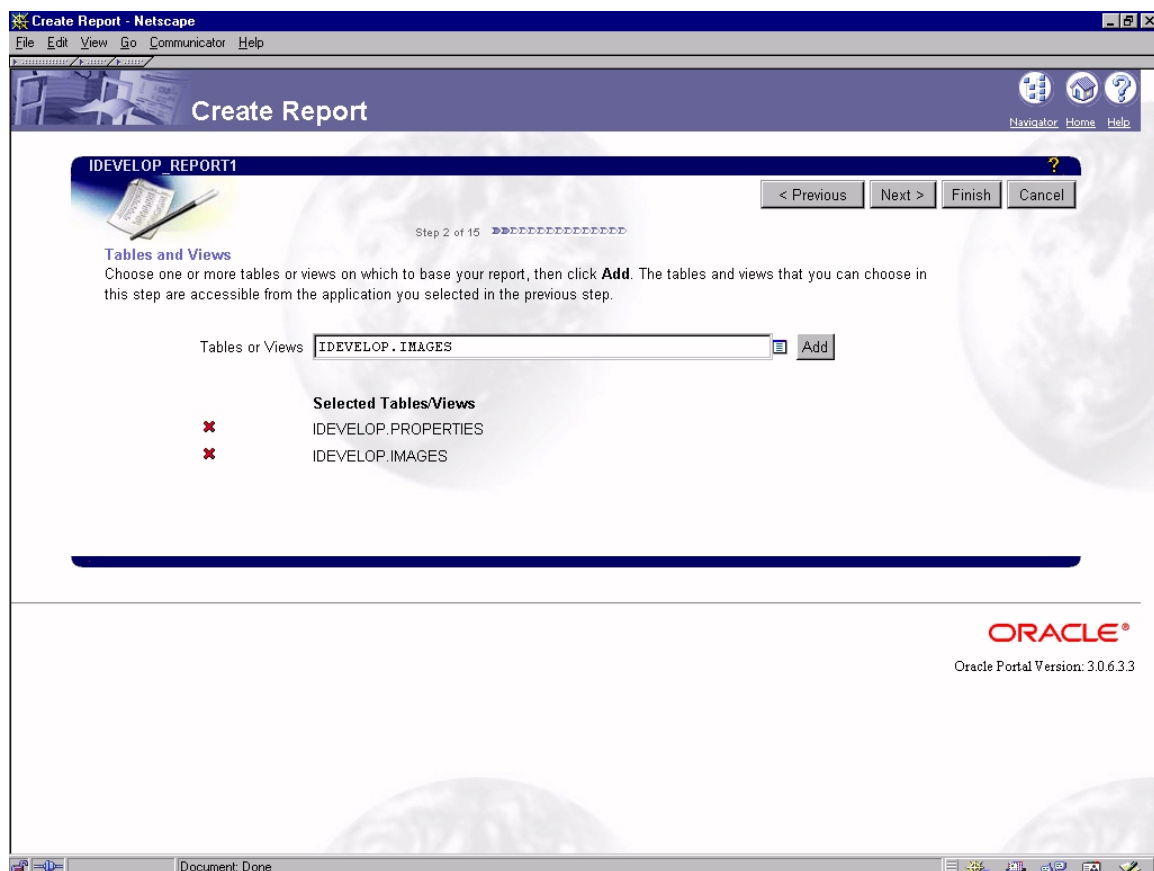 Create Report - Netscape
File Edit View Go Communicator Help
Create Report
Navigator Home Help
IDEVELOP_REPORT1
?
< Previous Next > Finish Cancel
Step 2 of 15
Tables and Views
Choose one or more tables or views on which to base your report, then click Add. The tables and views that you can choose in
this step are accessible from the application you selected in the previous step.
Tables or Views IDEVELOP.IMAGES Add
Selected Tables/Views
IDEVELOP.PROPERTIES
IDEVELOP.IMAGES
ORACLE®
Oracle Portal Version: 3.0.6.3.3
Document: Done